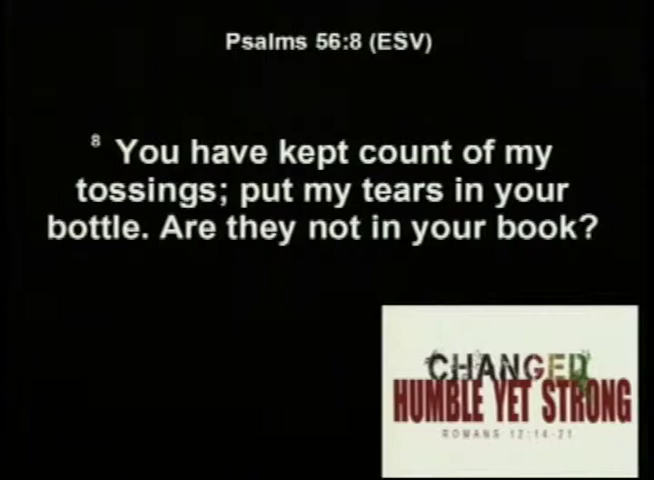 Psalms 56:8 (ESV)
8 You have kept count of my
tossings; put my tears in your
bottle. Are they not in your book?
CHANGED
HUMBLE YET STRONG
ROMANS 12:14-21